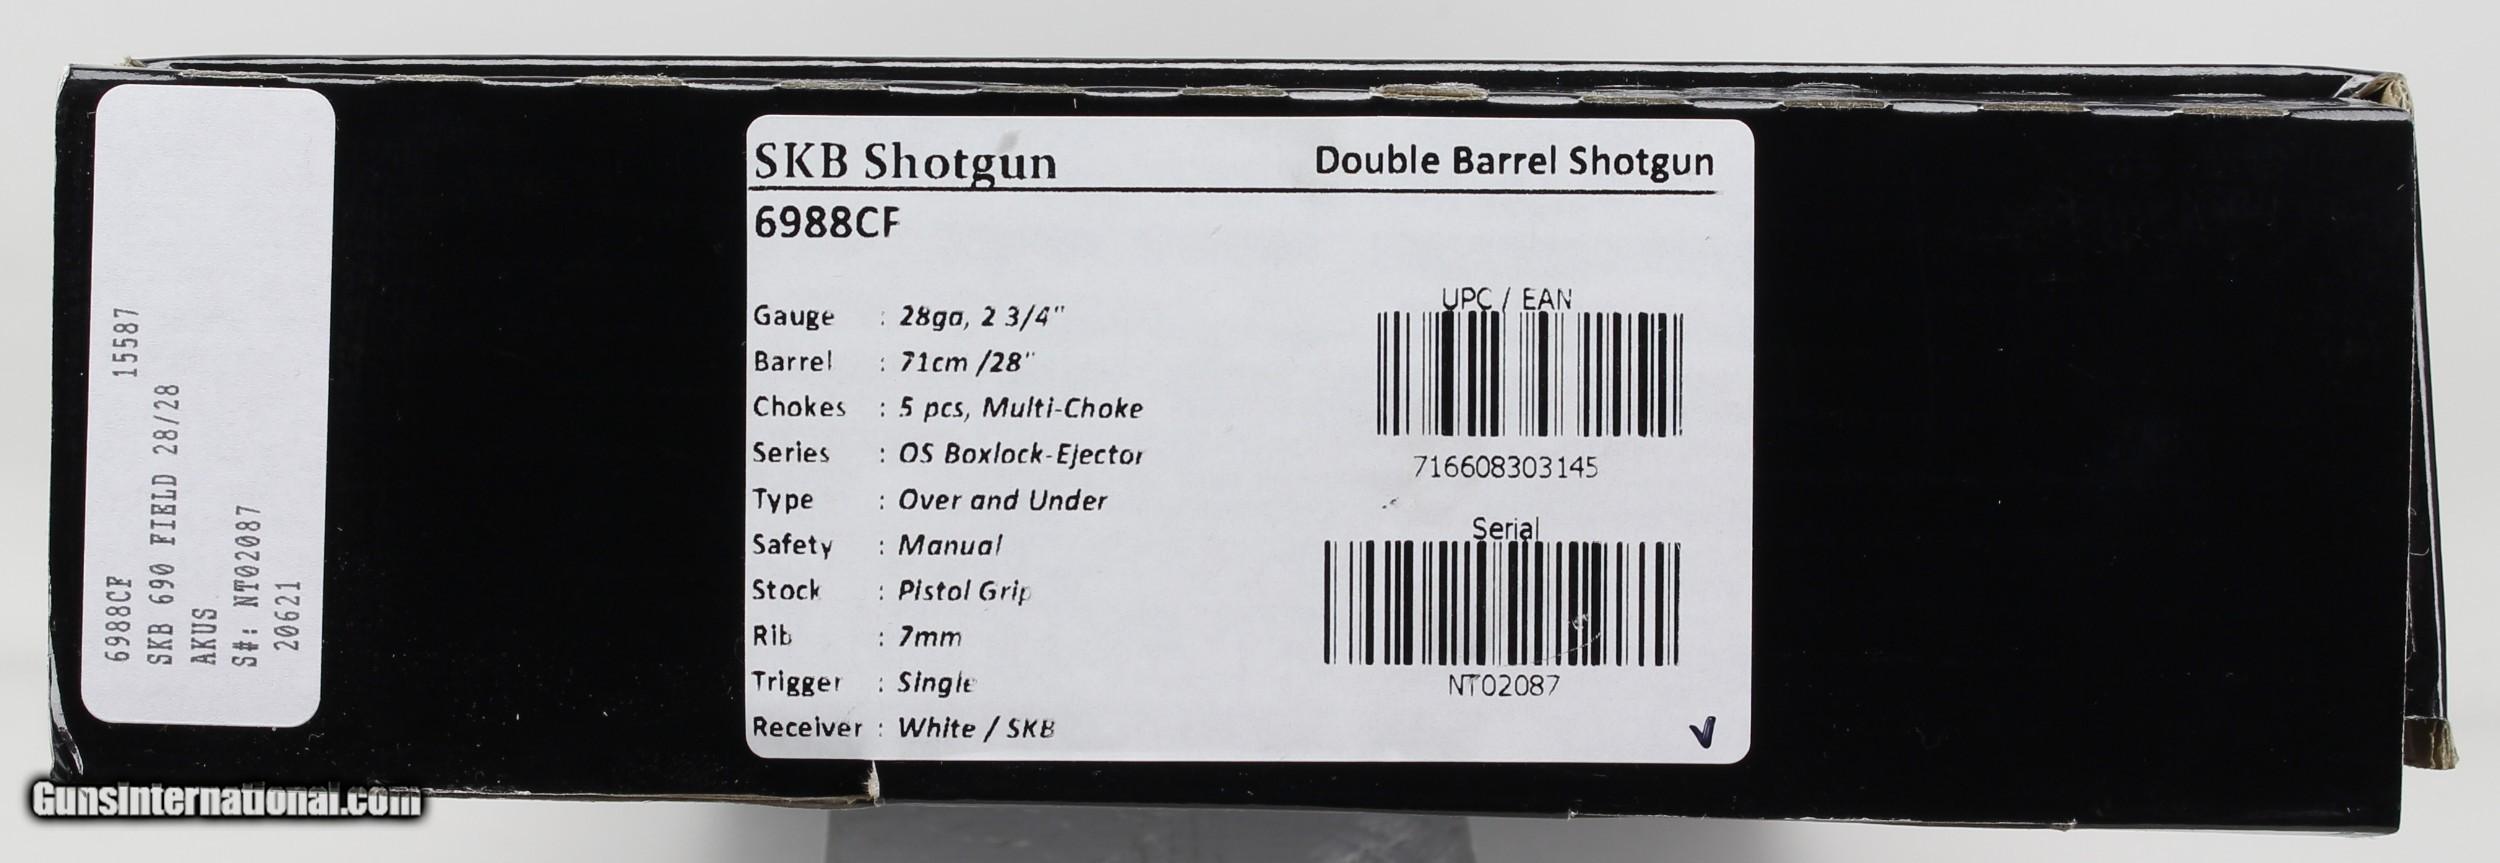 6988CF 15587
SKB 690 FIELD 28/28
AKUS
S#: NT02087
20621
SKB Shotgun Double Barrel Shotgun
6988CF
Gauge : 28ga, 2 3/4"
Barrel : 71cm /28"
Chokes : 5 pcs, Multi-Choke
Series : OS Boxlock-Ejector
Type : Over and Under
Safety : Manual
Stock : Pistol Grip
Rib : 7mm
Trigger : Single
Receiver : White / SKB
UPC / EAN
716608303145
Serial
NT02087
GunsInternational.com